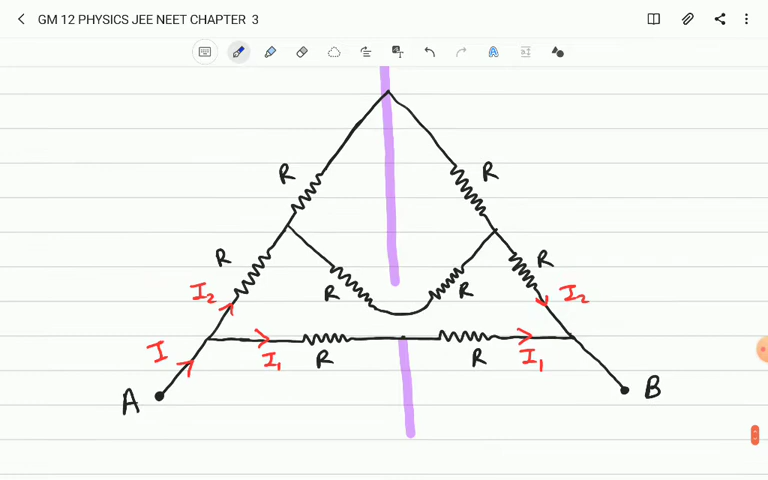 GM 12 PHYSICS JEE NEET CHAPTER 3
R
R
R
R
I₂
R
R
I₂
I
I₁
R
R
I₁
A
B